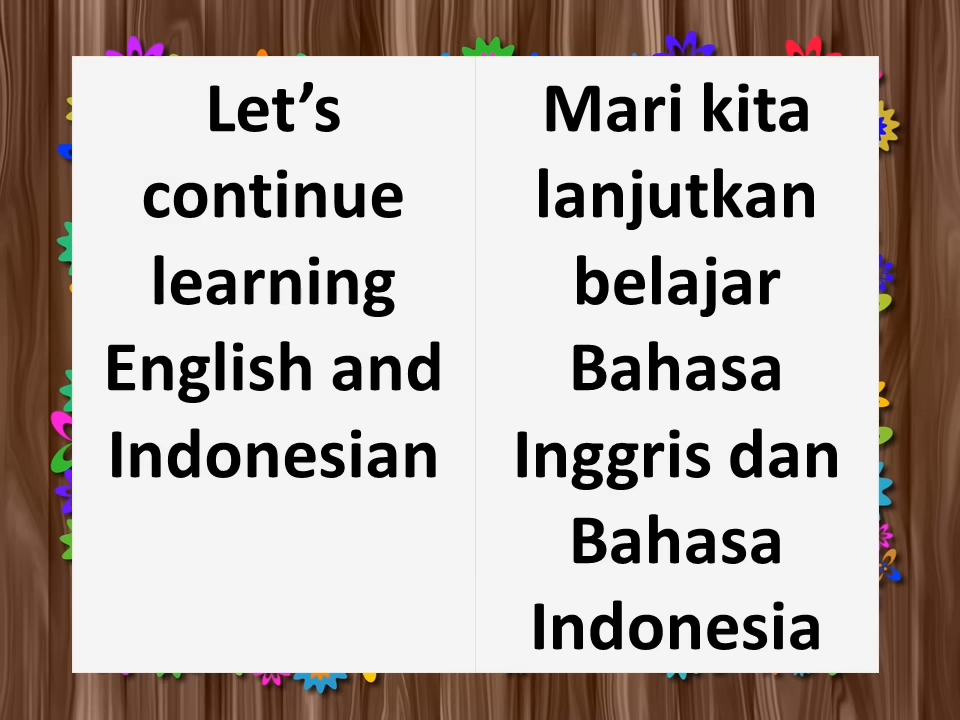 Let’s
continue
learning
English and
Indonesian
Mari kita
lanjutkan
belajar
Bahasa
Inggris dan
Bahasa
Indonesia